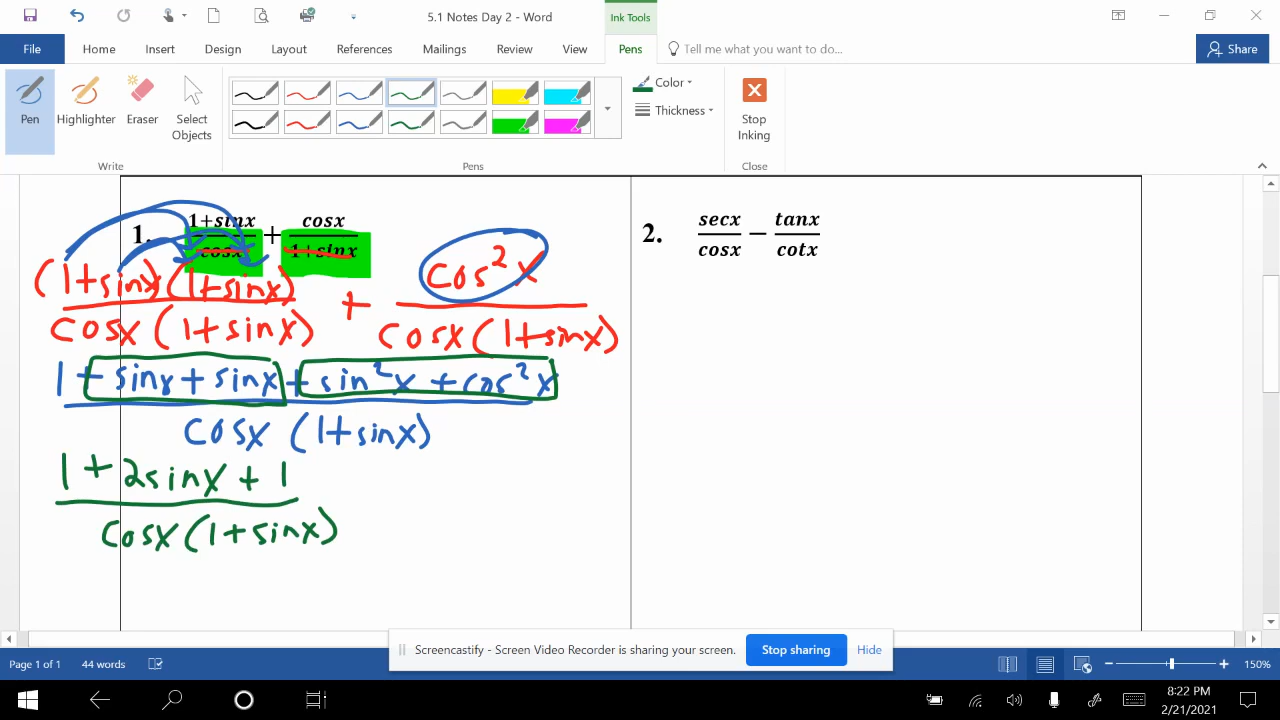 5.1 Notes Day 2 - Word
Ink Tools
File Home Insert Design Layout References Mailings Review View Pens Tell me what you want to do... Share
Pen Highlighter Eraser Select Objects
Color
Thickness
Stop Inking
Write Pens Close
1. (1+sinx)/(cosx) + (cosx)/(1+sinx)
2. (secx)/(cosx) − (tanx)/(cotx)
(1+sinx)(1+sinx) + cos²x
cosx(1+sinx) cosx(1+sinx)
1 + sinx + sinx + sin²x + cos²x
cosx (1+sinx)
1 + 2sinx + 1
cosx(1+sinx)
Screencastify - Screen Video Recorder is sharing your screen. Stop sharing Hide
Page 1 of 1 44 words 150%
8:22 PM
2/21/2021